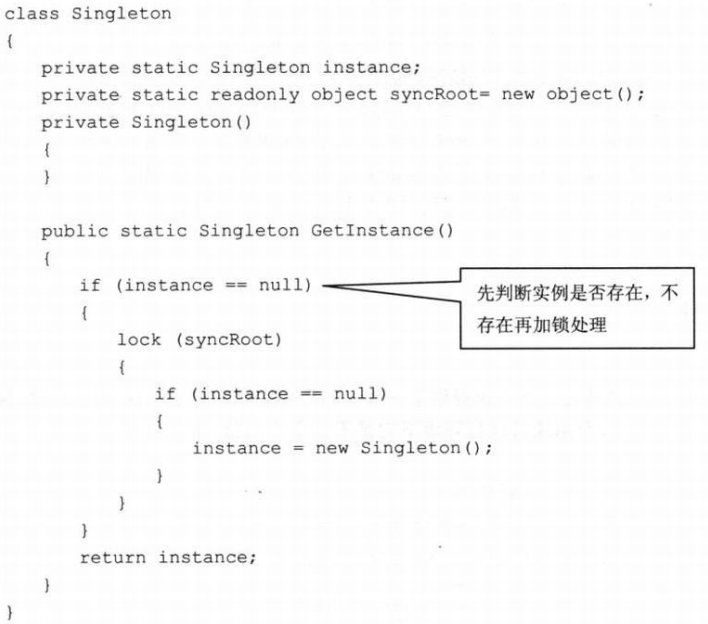 class Singleton
{
private static Singleton instance;
private static readonly object syncRoot= new object();
private Singleton()
{
}
public static Singleton GetInstance()
{
if (instance == null)
先判断实例是否存在，不
存在再加锁处理
{
lock (syncRoot)
{
if (instance == null)
{
instance = new Singleton();
}
}
}
return instance;
}
}